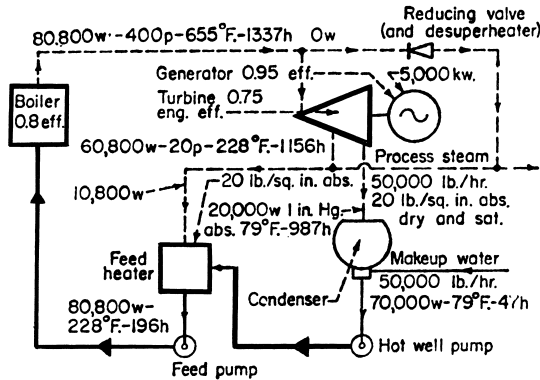 Reducing valve
(and desuperheater)
80,800w-400p-655°F.-1337h
0w
Generator 0.95 eff.
5,000 kw.
Boiler
0.8 eff.
Turbine 0.75
eng. eff.
60,800w-20p-228°F-1156h
Process steam
10,800w
20 lb./sq. in. abs.
50,000 lb./hr.
20 lb./sq. in. abs.
dry and sat.
20,000w 1 in Hg.
abs. 79°F-987h
Feed
heater
Makeup water
50,000 lb./hr.
Condenser
70,000w-79°F-47h
80,800w-
228°F.-196h
Hot well pump
Feed pump